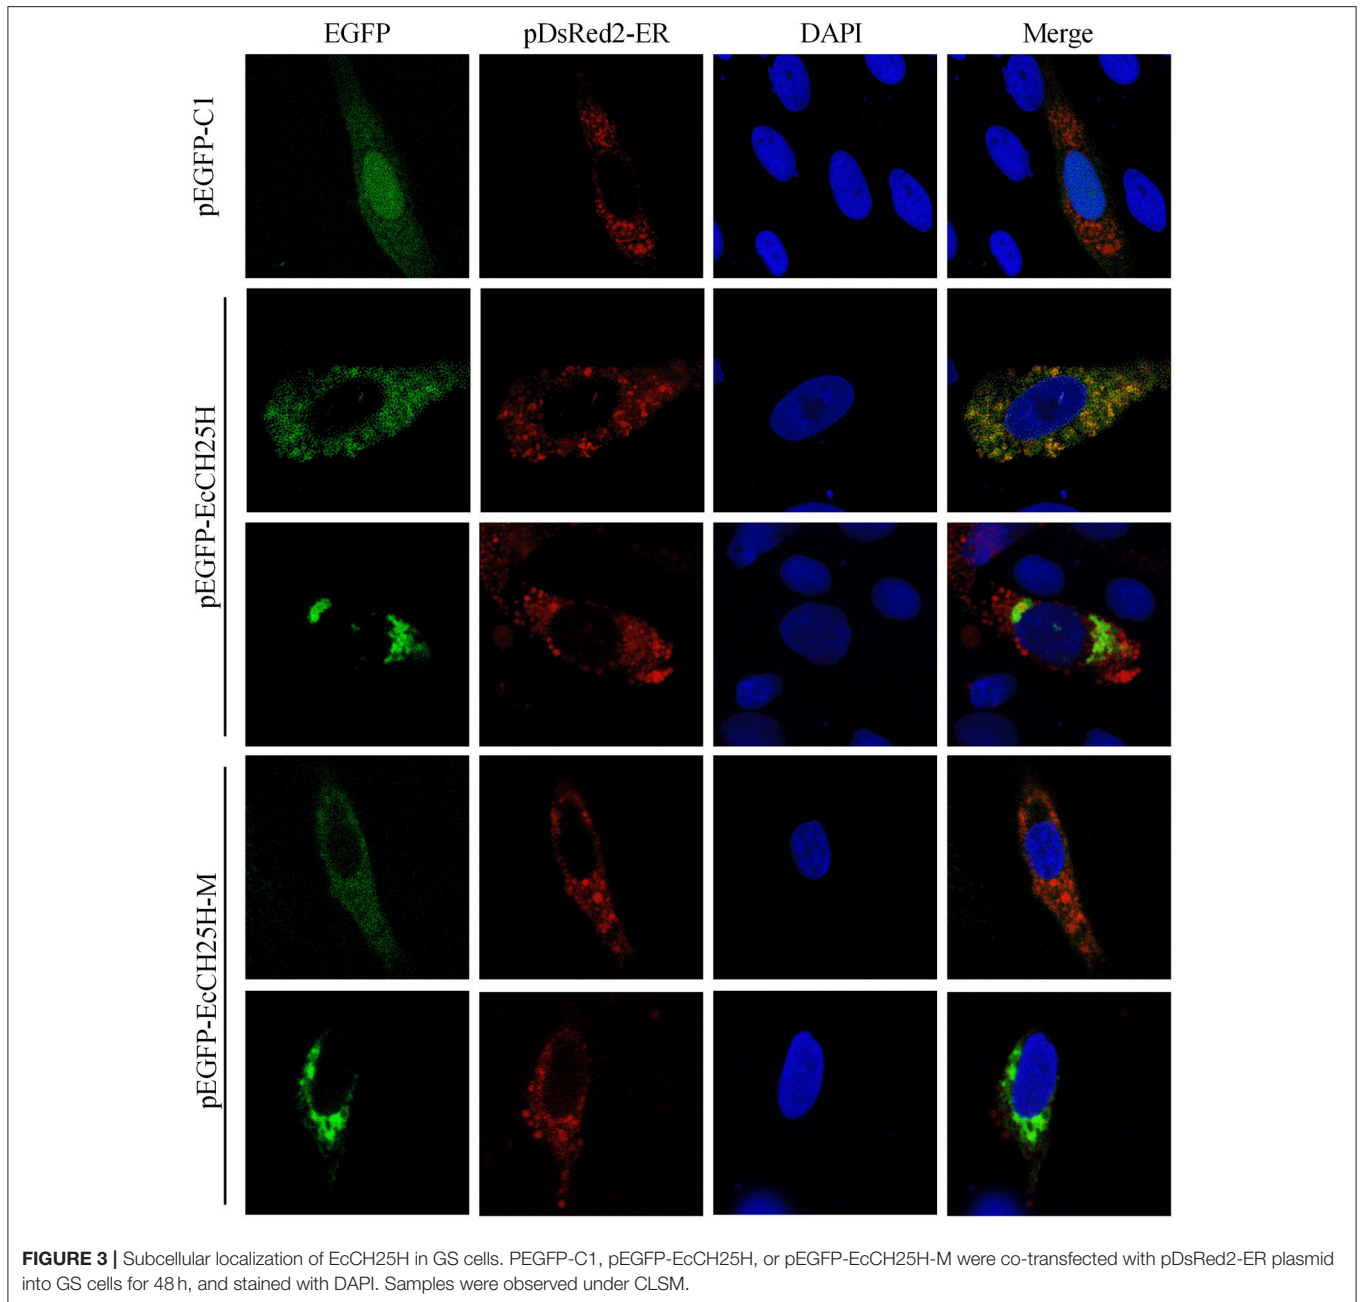 EGFP pDsRed2-ER DAPI Merge
pEGFP-C1
pEGFP-EcCH25H
pEGFP-EcCH25H-M
FIGURE 3 | Subcellular localization of EcCH25H in GS cells. PEGFP-C1, pEGFP-EcCH25H, or pEGFP-EcCH25H-M were co-transfected with pDsRed2-ER plasmid
into GS cells for 48 h, and stained with DAPI. Samples were observed under CLSM.